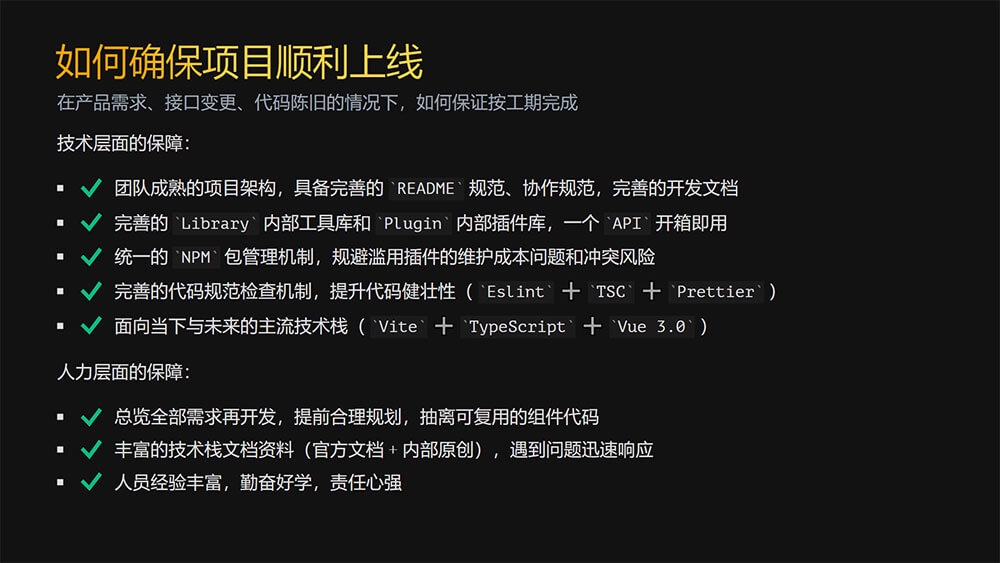 如何确保项目顺利上线
在产品需求、接口变更、代码陈旧的情况下，如何保证按工期完成
技术层面的保障：
团队成熟的项目架构，具备完善的 `README` 规范、协作规范，完善的开发文档
完善的 `Library` 内部工具库和 `Plugin` 内部插件库，一个 `API` 开箱即用
统一的 `NPM` 包管理机制，规避滥用插件的维护成本问题和冲突风险
完善的代码规范检查机制，提升代码健壮性（ `Eslint` + `TSC` + `Prettier` ）
面向当下与未来的主流技术栈（ `Vite` + `TypeScript` + `Vue 3.0` ）
人力层面的保障：
总览全部需求再开发，提前合理规划，抽离可复用的组件代码
丰富的技术栈文档资料（官方文档 + 内部原创），遇到问题迅速响应
人员经验丰富，勤奋好学，责任心强